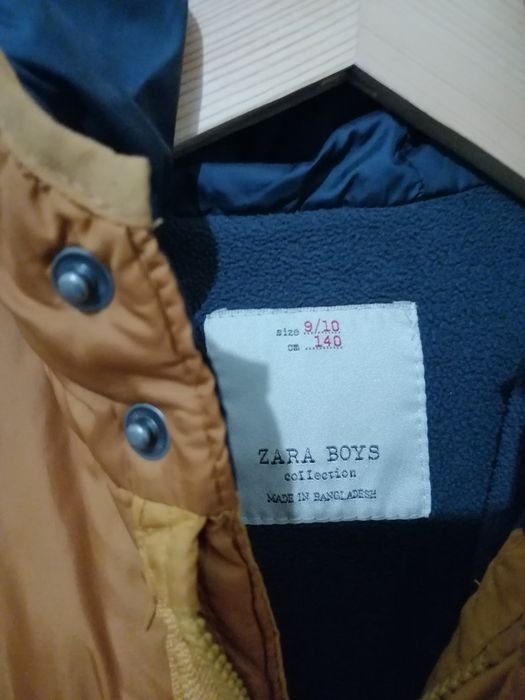 size 9/10
cm 140
ZARA BOYS
collection
MADE IN BANGLADESH